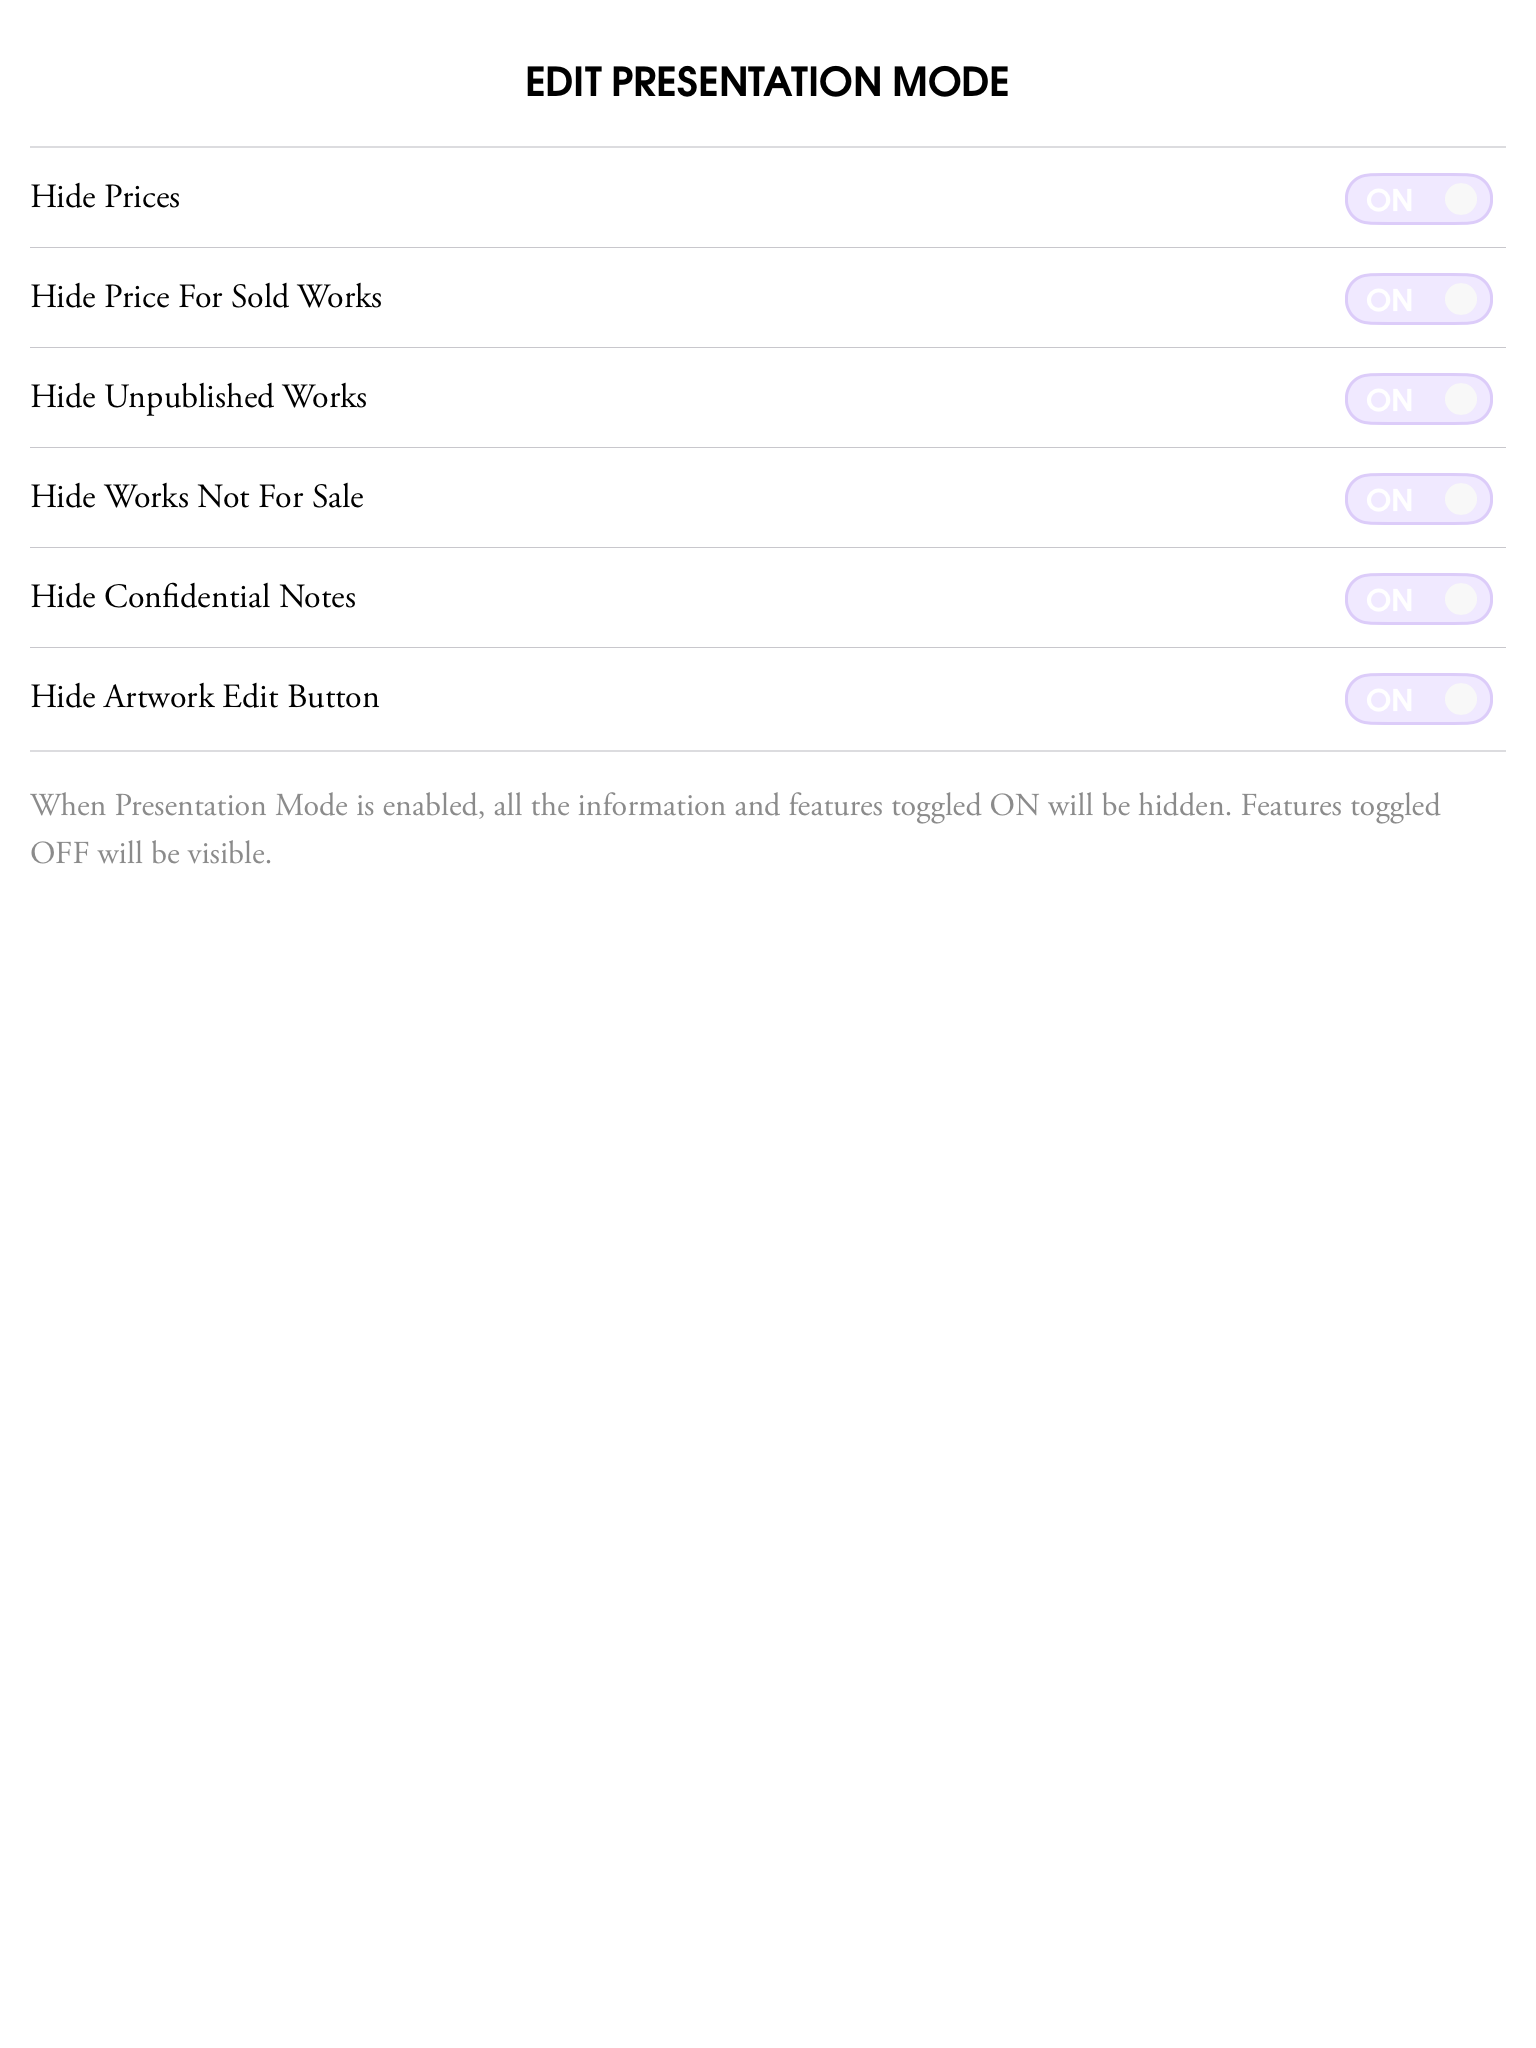 EDIT PRESENTATION MODE
Hide Prices
ON
Hide Price For Sold Works
ON
Hide Unpublished Works
ON
Hide Works Not For Sale
ON
Hide Confidential Notes
ON
Hide Artwork Edit Button
ON
When Presentation Mode is enabled, all the information and features toggled ON will be hidden. Features toggled
OFF will be visible.